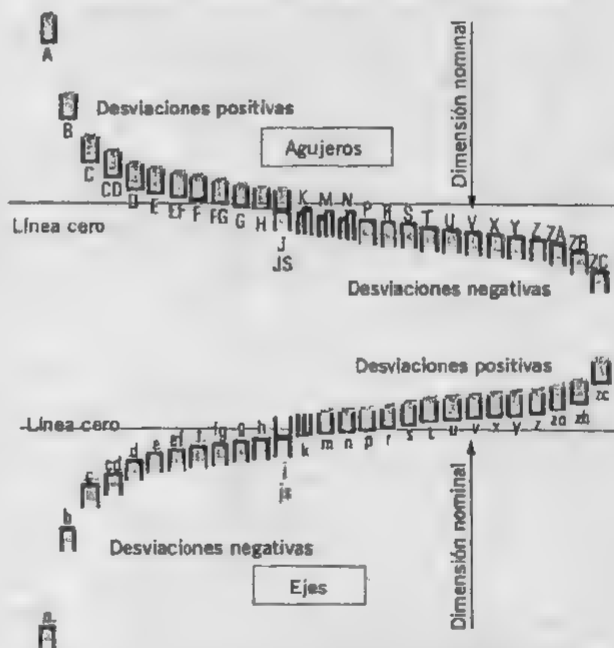 A
B
Desviaciones positivas
C
CD
D
E
EF
F
FG
G
H
J
JS
K
M
N
P
R
S
T
U
V
X
Y
Z
ZA
ZB
ZC
Agujeros
Dimensión nominal
Línea cero
Desviaciones negativas
Desviaciones positivas
Línea cero
a
b
c
cd
d
e
ef
f
fg
g
h
j
js
k
m
n
p
r
s
t
u
v
x
y
z
za
zb
zc
Desviaciones negativas
Ejes
Dimensión nominal